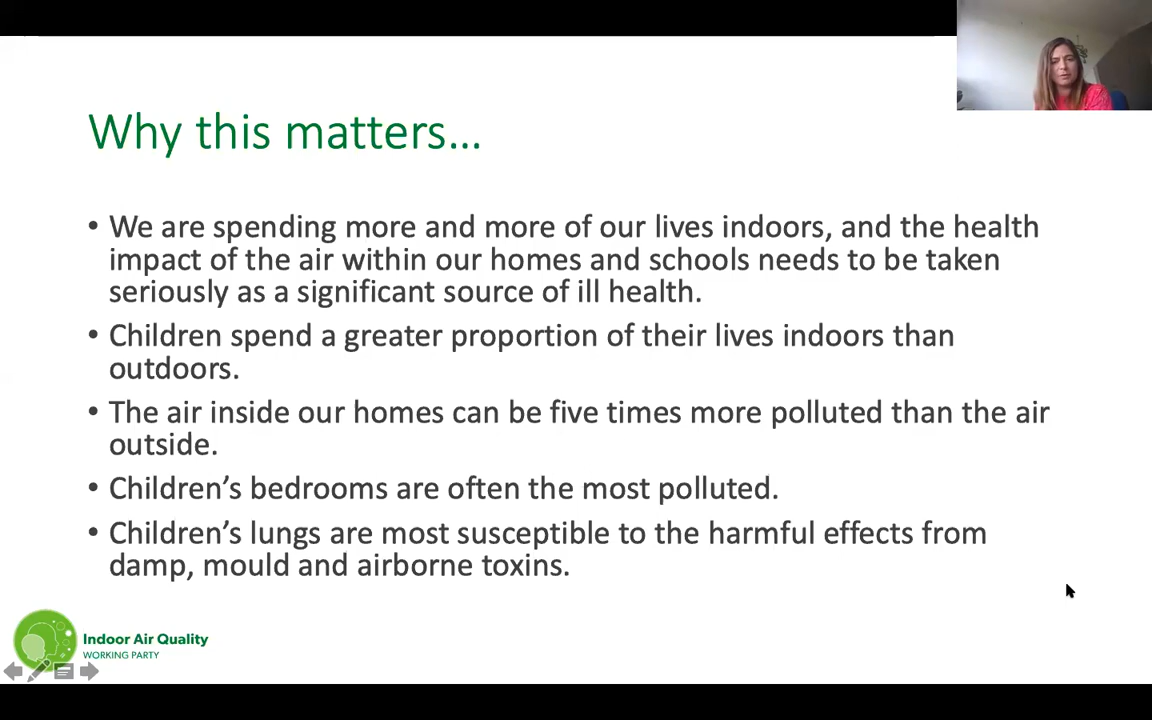 Why this matters...
• We are spending more and more of our lives indoors, and the health
impact of the air within our homes and schools needs to be taken
seriously as a significant source of ill health.
• Children spend a greater proportion of their lives indoors than
outdoors.
• The air inside our homes can be five times more polluted than the air
outside.
• Children’s bedrooms are often the most polluted.
• Children’s lungs are most susceptible to the harmful effects from
damp, mould and airborne toxins.
Indoor Air Quality
WORKING PARTY